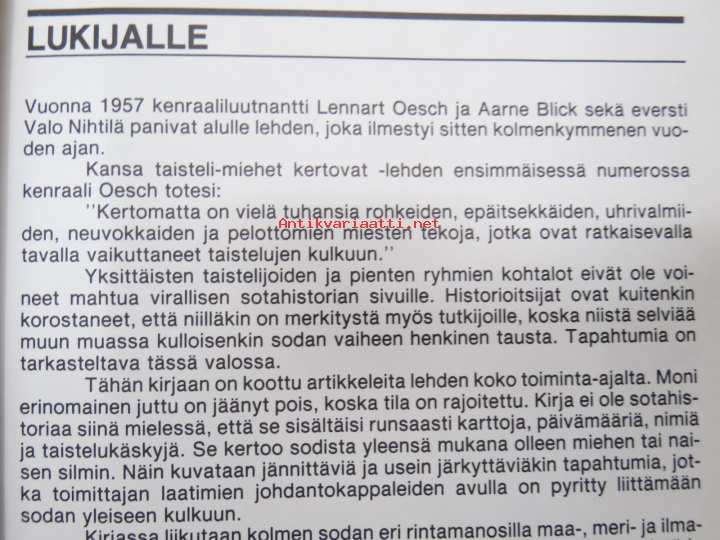 LUKIJALLE
Vuonna 1957 kenraaliluutnantti Lennart Oesch ja Aarne Blick sekä eversti
Valo Nihtilä panivat alulle lehden, joka ilmestyi sitten kolmenkymmenen vuo-
den ajan.
Kansa taisteli-miehet kertovat -lehden ensimmäisessä numerossa
kenraali Oesch totesi:
"Kertomatta on vielä tuhansia rohkeiden, epäitsekkäiden, uhrivalmii-
Antikvariaatti.net
den, neuvokkaiden ja pelottomien miesten tekoja, jotka ovat ratkaisevalla
tavalla vaikuttaneet taistelujen kulkuun."
Yksittäisten taistelijoiden ja pienten ryhmien kohtalot eivät ole voi-
neet mahtua virallisen sotahistorian sivuille. Historioitsijat ovat kuitenkin
korostaneet, että niilläkin on merkitystä myös tutkijoille, koska niistä selviää
muun muassa kulloisenkin sodan vaiheen henkinen tausta. Tapahtumia on
tarkasteltava tässä valossa.
Tähän kirjaan on koottu artikkeleita lehden koko toiminta-ajalta. Moni
erinomainen juttu on jäänyt pois, koska tila on rajoitettu. Kirja ei ole sotahis-
toriaa siinä mielessä, että se sisältäisi runsaasti karttoja, päivämääriä, nimiä
ja taistelukäskyjä. Se kertoo sodista yleensä mukana olleen miehen tai nai-
sen silmin. Näin kuvataan jännittäviä ja usein järkyttäviäkin tapahtumia, jot-
ka toimittajan laatimien johdantokappaleiden avulla on pyritty liittämään
sodan yleiseen kulkuun.
Kirjassa liikutaan kolmen sodan eri rintamanosilla maa-, meri- ja ilma-